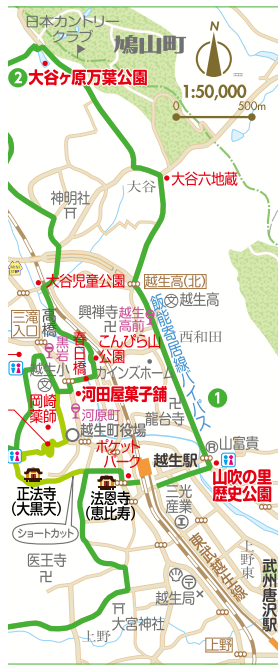 日本カントリー
クラブ
鳩山町
N
1:50,000
0 500m
❷
大谷ヶ原万葉公園
大谷
大谷六地蔵
神明社
大谷児童公園
越生高(北)
飯能寄居線バイパス
興禅寺
越生高前
越生高
三滝入口
高橋
黒岩
春日橋
こんぴら山
公園
西和田
越生小
カインズホーム
河田屋菓子舗
❶
岡崎
薬師
河原町
龍台寺
越生町役場
ポケット
パーク
山富貴
越生駅
山吹の里
歴史公園
正法寺
(大黒天)
法恩寺
(恵比寿)
三光
産業
ショートカット
東武越生線
上野東
武州唐沢駅
医王寺
越生局
大宮神社
上野
上野